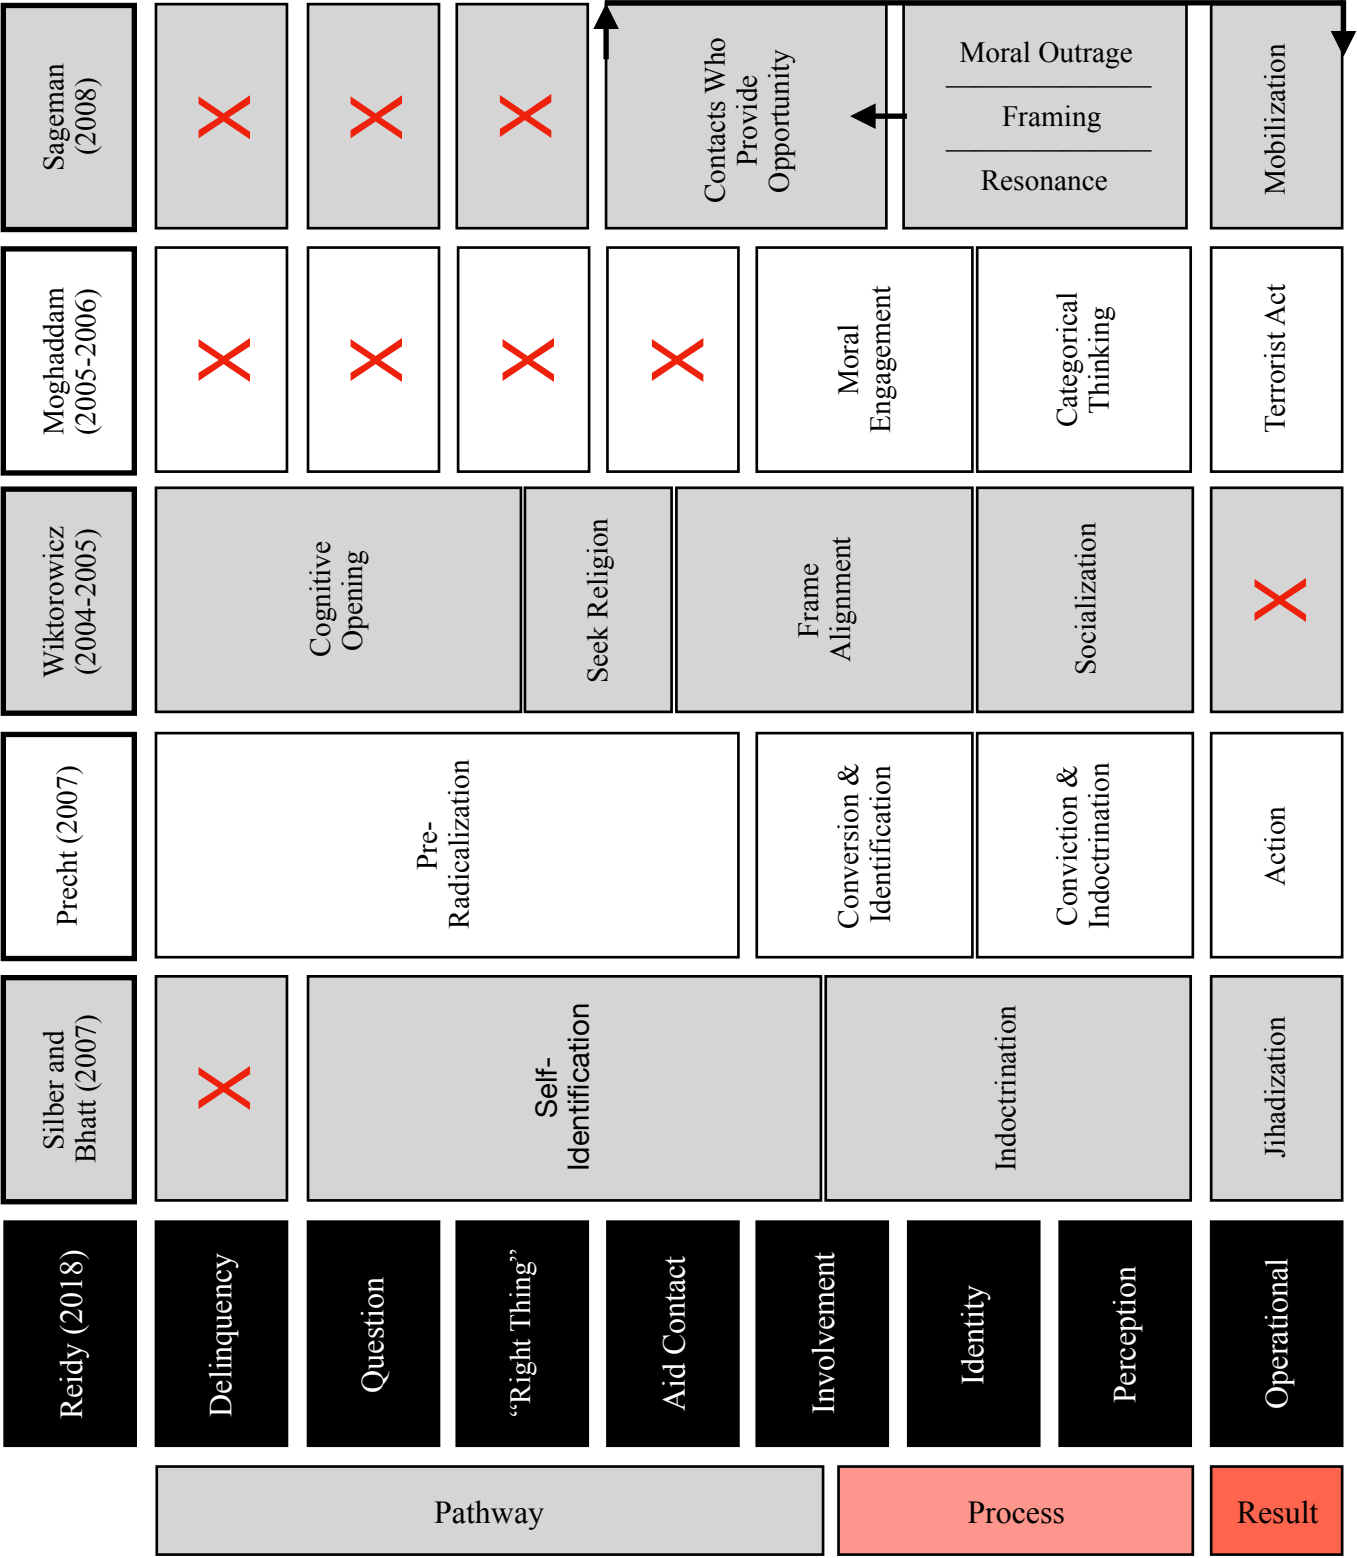 Sageman
(2008)
X
X
X
Contacts Who
Provide
Opportunity
Moral Outrage
Framing
Resonance
Mobilization
Moghaddam
(2005-2006)
X
X
X
X
Moral
Engagement
Categorical
Thinking
Terrorist Act
Wiktorowicz
(2004-2005)
Cognitive
Opening
Seek Religion
Frame
Alignment
Socialization
X
Precht (2007)
Pre-
Radicalization
Conversion &
Identification
Conviction &
Indoctrination
Action
Silber and
Bhatt (2007)
X
Self-
Identification
Indoctrination
Jihadization
Reidy (2018)
Delinquency
Question
“Right Thing”
Aid Contact
Involvement
Identity
Perception
Operational
Pathway
Process
Result